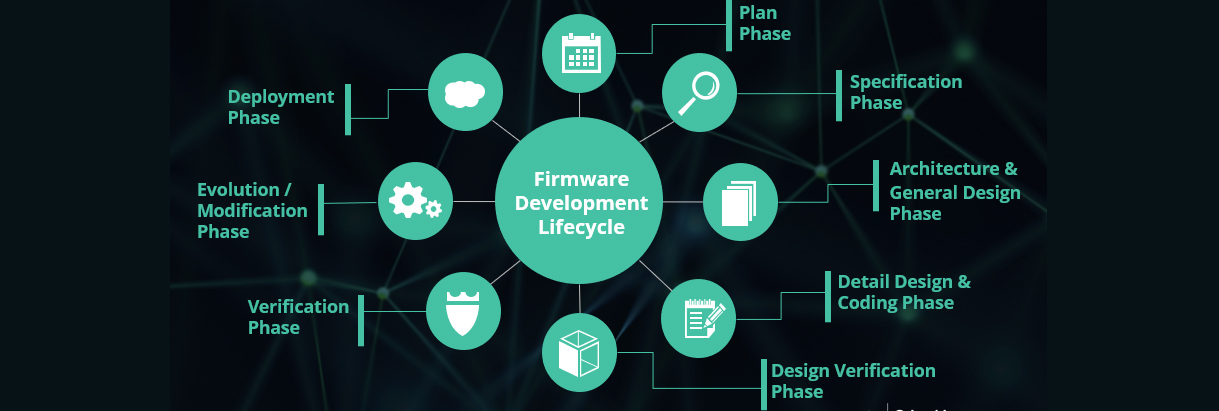 Plan
Phase
Specification
Phase
Architecture &
General Design
Phase
Detail Design &
Coding Phase
Design Verification
Phase
Verification
Phase
Evolution /
Modification
Phase
Deployment
Phase
Firmware
Development
Lifecycle